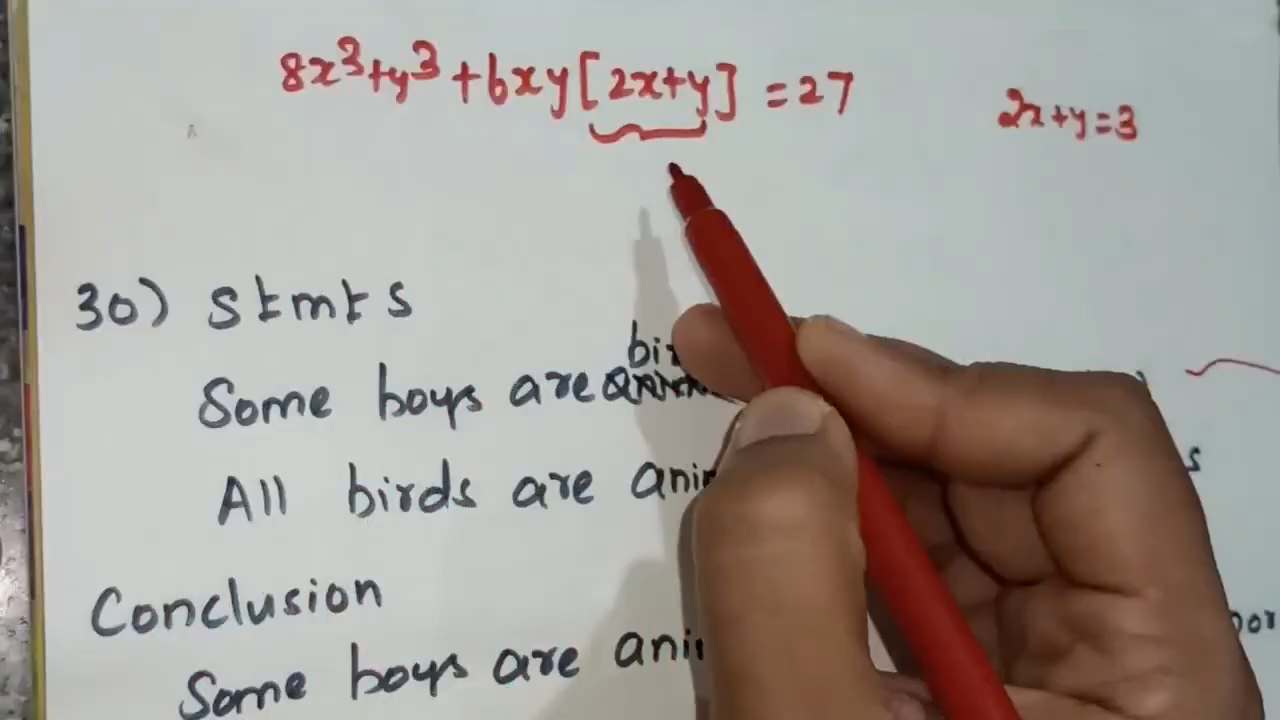 8x³+y³ +6xy[2x+y] =27
2x+y=3
30) Stmts
Some boys are
All birds are
Conclusion
Some boys are